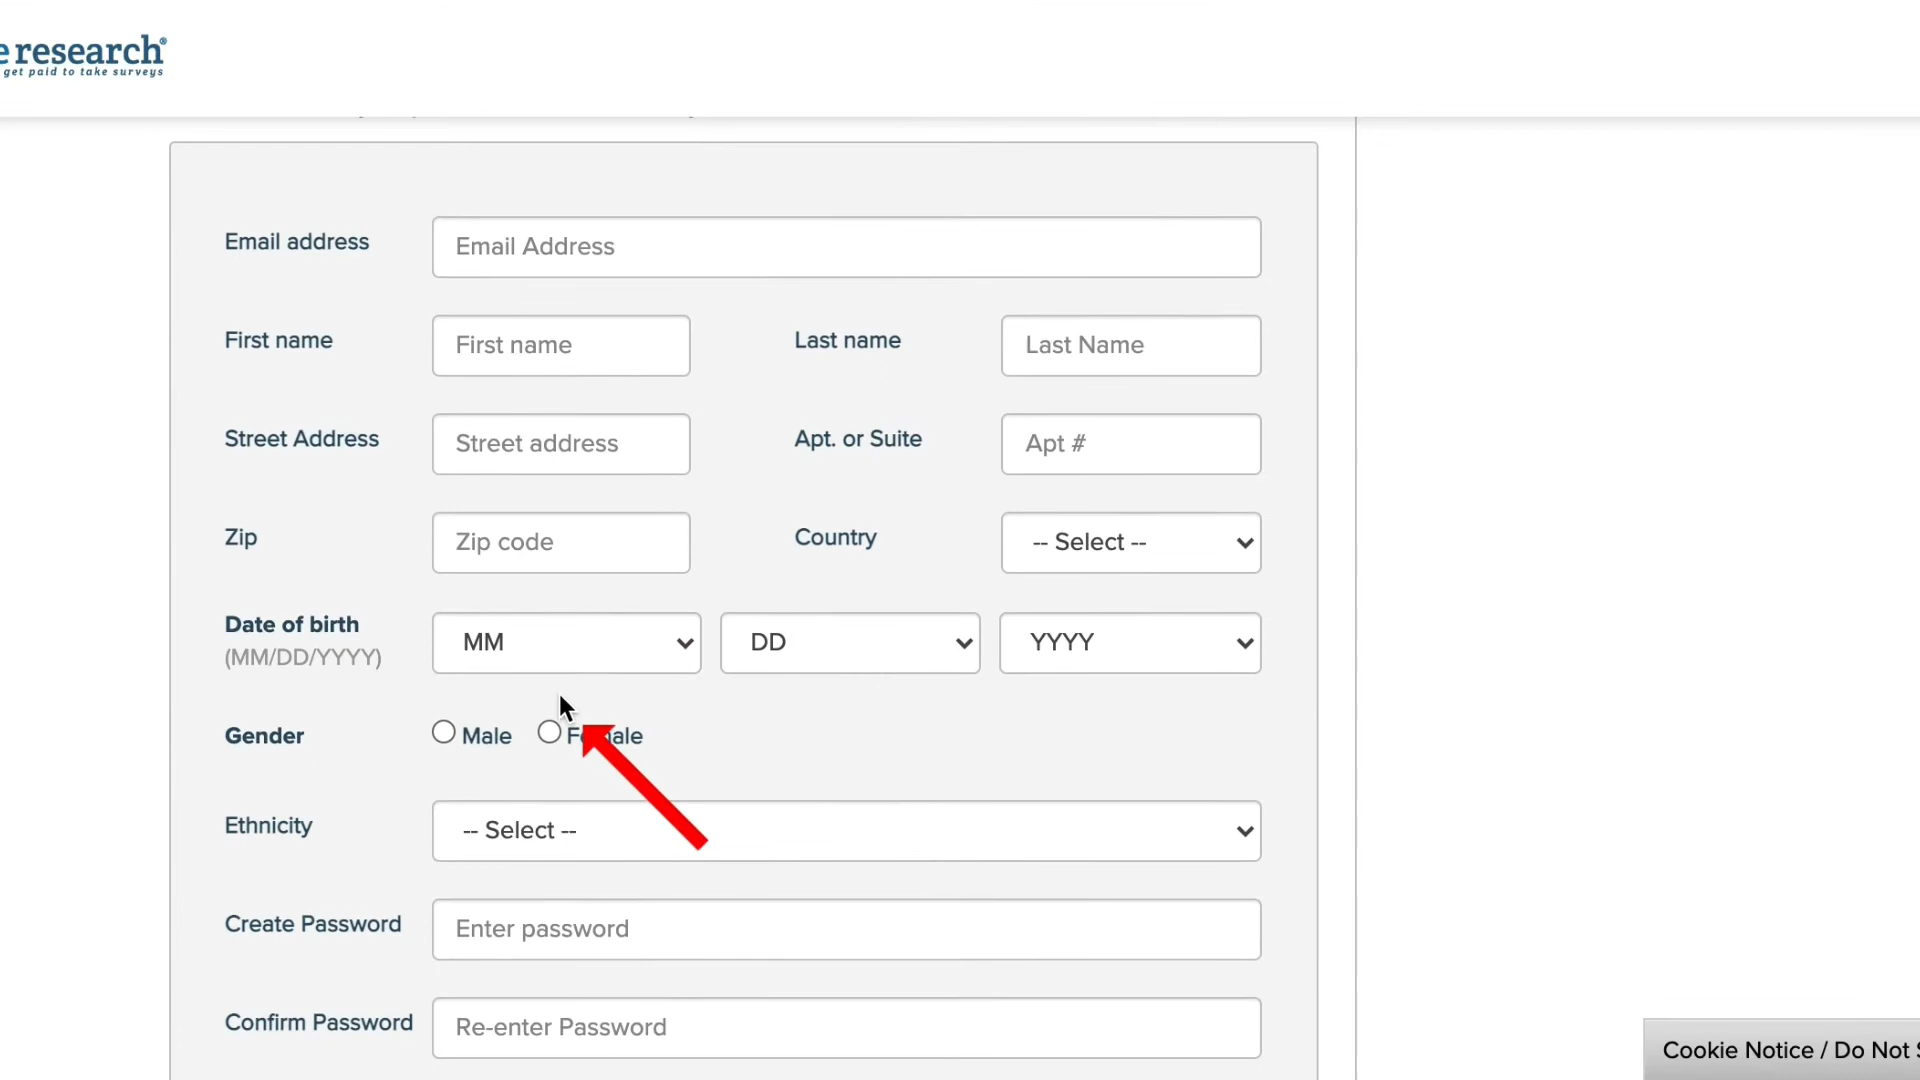 e research®
get paid to take surveys
Email address Email Address
First name First name Last name Last Name
Street Address Street address Apt. or Suite Apt #
Zip Zip code Country -- Select --
Date of birth MM DD YYYY
(MM/DD/YYYY)
Gender Male Female
Ethnicity -- Select --
Create Password Enter password
Confirm Password Re-enter Password
Cookie Notice / Do Not S